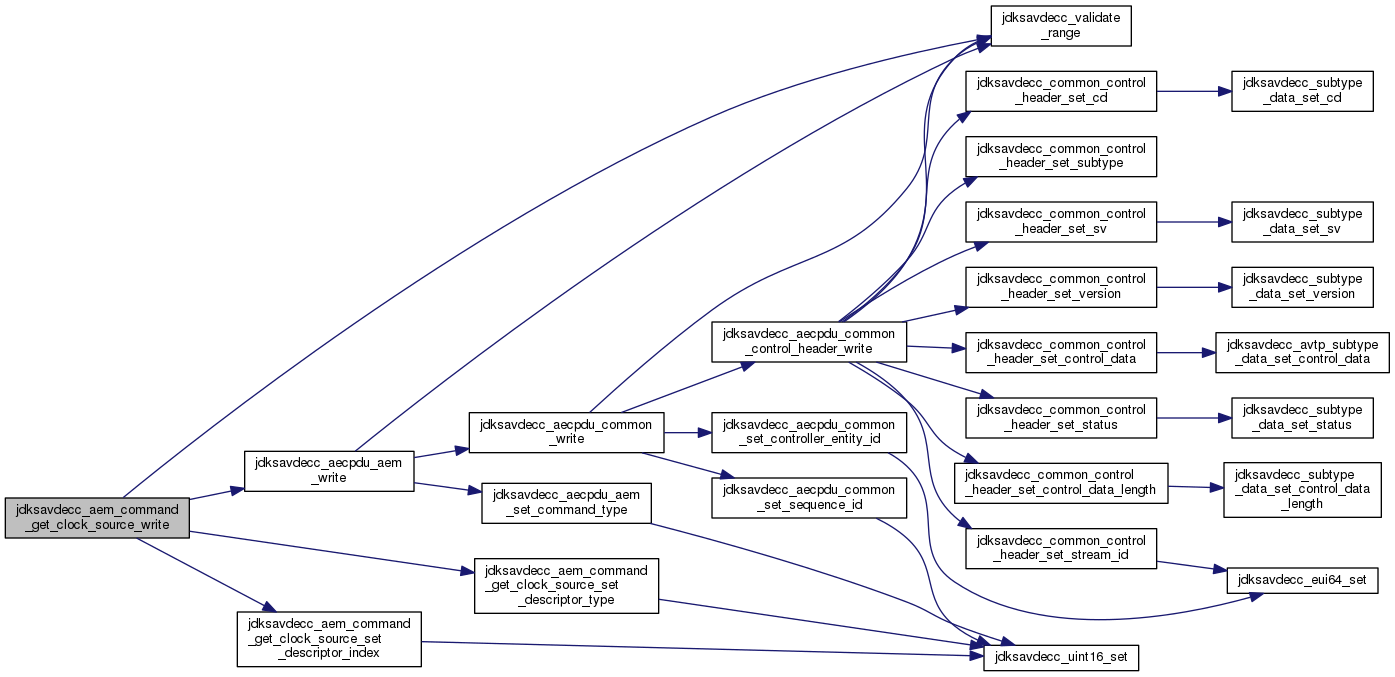 jdksavdecc_aem_command
_get_clock_source_write
jdksavdecc_aecpdu_aem
_write
jdksavdecc_aem_command
_get_clock_source_set
_descriptor_index
jdksavdecc_aecpdu_common
_write
jdksavdecc_aecpdu_aem
_set_command_type
jdksavdecc_aem_command
_get_clock_source_set
_descriptor_type
jdksavdecc_aecpdu_common
_control_header_write
jdksavdecc_aecpdu_common
_set_controller_entity_id
jdksavdecc_aecpdu_common
_set_sequence_id
jdksavdecc_validate
_range
jdksavdecc_common_control
_header_set_cd
jdksavdecc_common_control
_header_set_subtype
jdksavdecc_common_control
_header_set_sv
jdksavdecc_common_control
_header_set_version
jdksavdecc_common_control
_header_set_control_data
jdksavdecc_common_control
_header_set_status
jdksavdecc_common_control
_header_set_control_data_length
jdksavdecc_common_control
_header_set_stream_id
jdksavdecc_uint16_set
jdksavdecc_subtype
_data_set_cd
jdksavdecc_subtype
_data_set_sv
jdksavdecc_subtype
_data_set_version
jdksavdecc_avtp_subtype
_data_set_control_data
jdksavdecc_subtype
_data_set_status
jdksavdecc_subtype
_data_set_control_data
_length
jdksavdecc_eui64_set